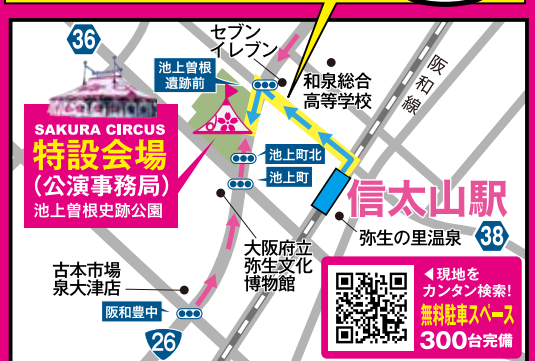 36
セブン
イレブン
池上曽根
遺跡前
和泉総合
高等学校
阪和線
SAKURA CIRCUS
特設会場
(公演事務局)
池上曽根史跡公園
池上町北
池上町
信太山駅
弥生の里温泉
38
大阪府立
弥生文化
博物館
古本市場
泉大津店
阪和豊中
26
◀現地を
カンタン検索!
無料駐車スペース
300台完備